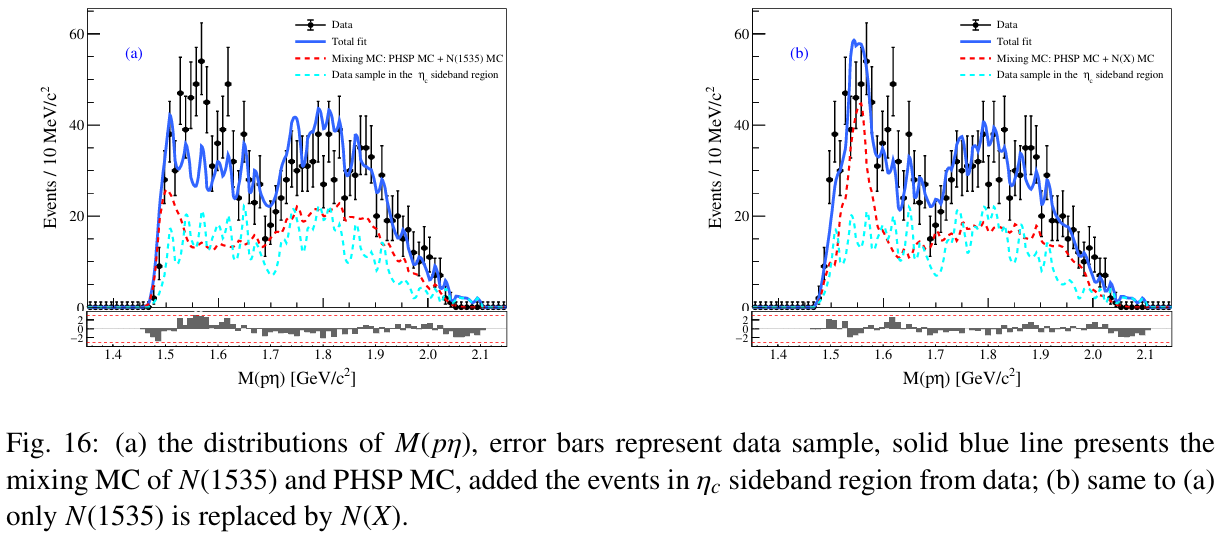 (a)
Data
Total fit
Mixing MC: PHSP MC + N(1535) MC
Data sample in the ηc sideband region
Events / 10 MeV/c²
60
40
20
0
2
0
−2
1.4 1.5 1.6 1.7 1.8 1.9 2.0 2.1
M(pη) [GeV/c²]
(b)
Data
Total fit
Mixing MC: PHSP MC + N(X) MC
Data sample in the ηc sideband region
Events / 10 MeV/c²
60
40
20
0
2
0
−2
1.4 1.5 1.6 1.7 1.8 1.9 2.0 2.1
M(pη) [GeV/c²]
Fig. 16: (a) the distributions of M(pη), error bars represent data sample, solid blue line presents the
mixing MC of N(1535) and PHSP MC, added the events in ηc sideband region from data; (b) same to (a)
only N(1535) is replaced by N(X).